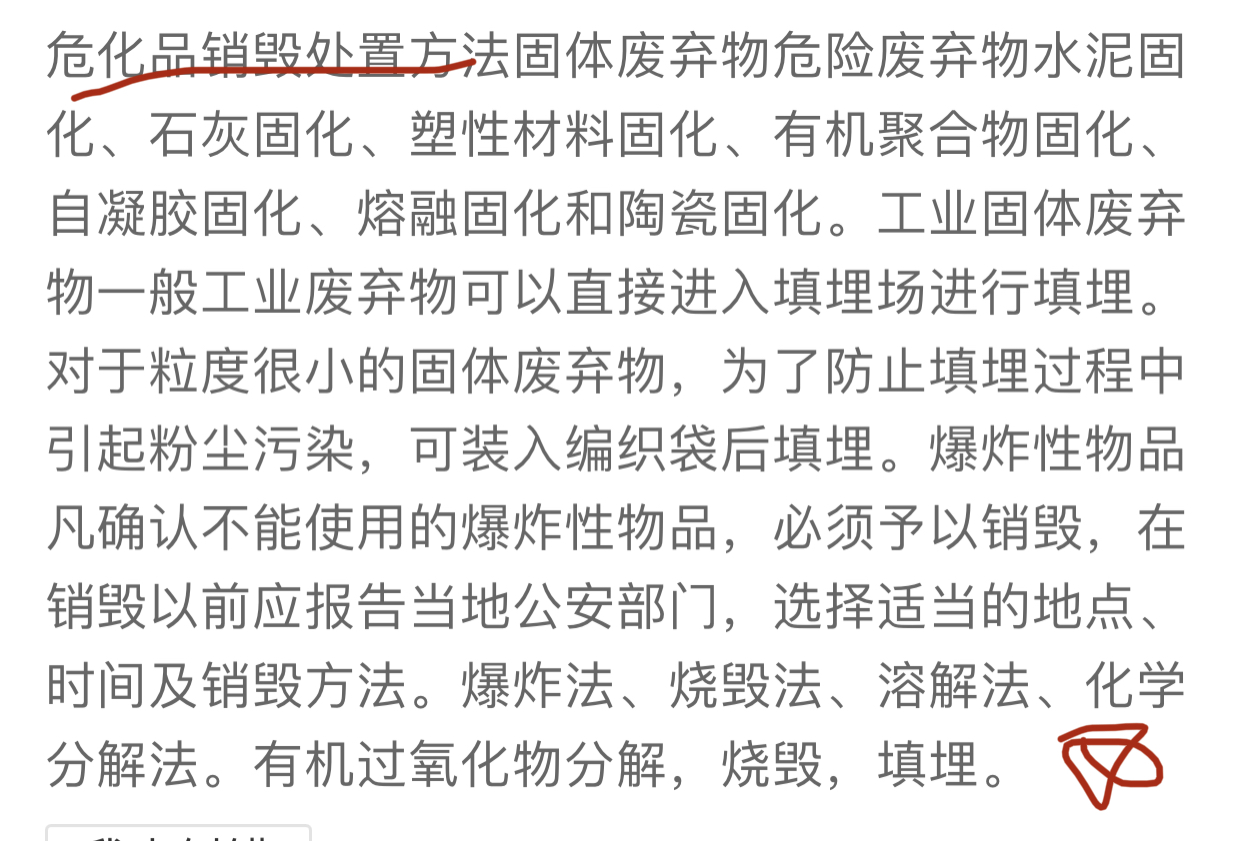 危化品销毁处置方法固体废弃物危险废弃物水泥固
化、石灰固化、塑性材料固化、有机聚合物固化、
自凝胶固化、熔融固化和陶瓷固化。工业固体废弃
物一般工业废弃物可以直接进入填埋场进行填埋。
对于粒度很小的固体废弃物，为了防止填埋过程中
引起粉尘污染，可装入编织袋后填埋。爆炸性物品
凡确认不能使用的爆炸性物品，必须予以销毁，在
销毁以前应报告当地公安部门，选择适当的地点、
时间及销毁方法。爆炸法、烧毁法、溶解法、化学
分解法。有机过氧化物分解，烧毁，填埋。